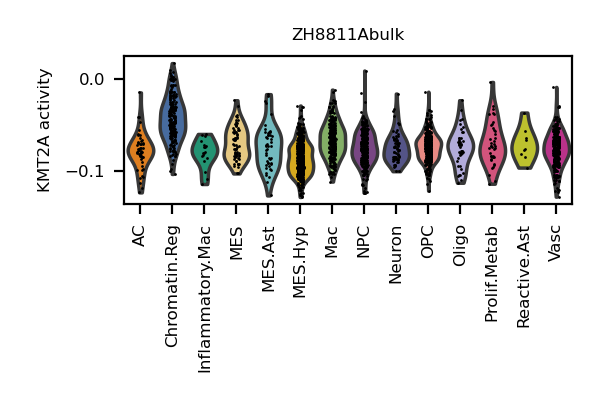 ZH8811Abulk
KMT2A activity
0.0
−0.1
AC
Chromatin.Reg
Inflammatory.Mac
MES
MES.Ast
MES.Hyp
Mac
NPC
Neuron
OPC
Oligo
Prolif.Metab
Reactive.Ast
Vasc